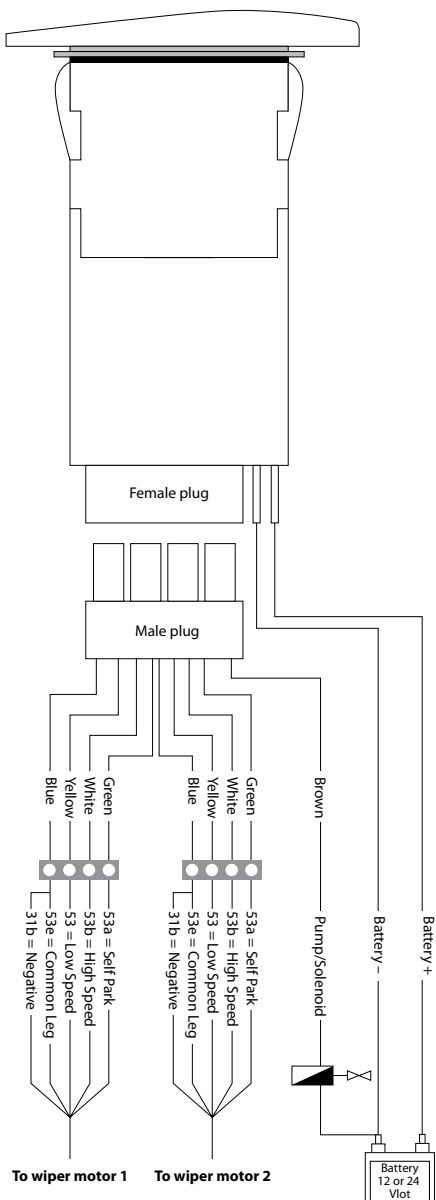 Female plug
Male plug
Blue
Yellow
White
Green
Blue
Yellow
White
Green
Brown
31b = Negative
53e = Common Leg
53 = Low Speed
53b = High Speed
53a = Self Park
31b = Negative
53e = Common Leg
53 = Low Speed
53b = High Speed
53a = Self Park
Pump/Solenoid
Battery –
Battery +
To wiper motor 1
To wiper motor 2
Battery
12 or 24
Vlot